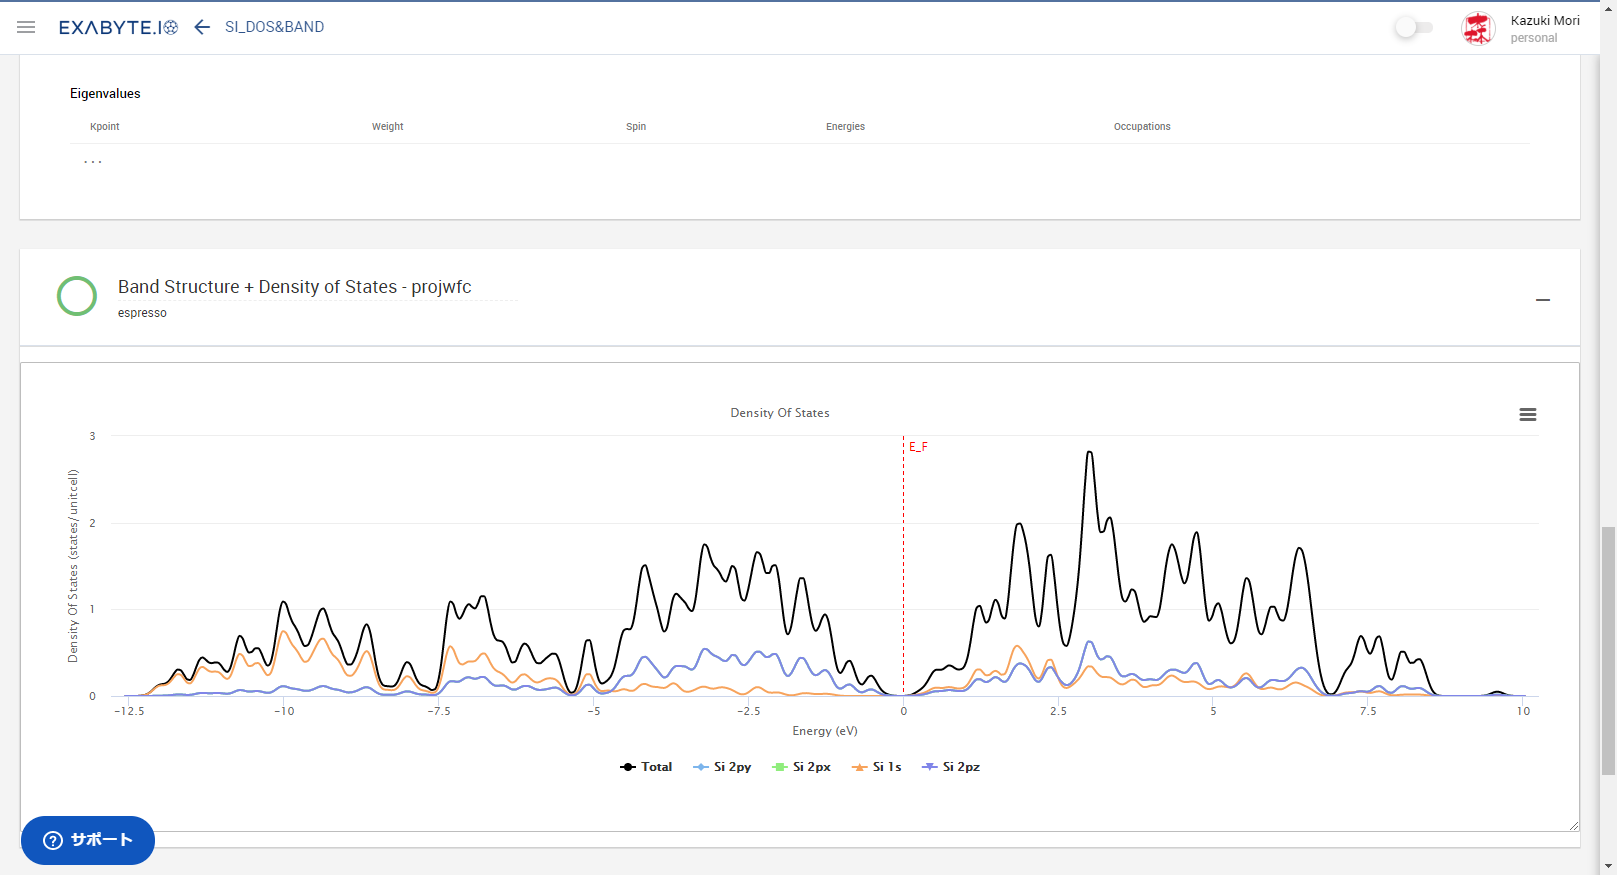 EXABYTE.IO SI_DOS&BAND Kazuki Mori
personal
Eigenvalues
Kpoint Weight Spin Energies Occupations
...
Band Structure + Density of States - projwfc
espresso
Density Of States
E_F
Density Of States (states/unitcell)
3
2
1
0
−12.5 −10 −7.5 −5 −2.5 0 2.5 5 7.5 10
Energy (eV)
Total Si 2py Si 2px Si 1s Si 2pz
サポート